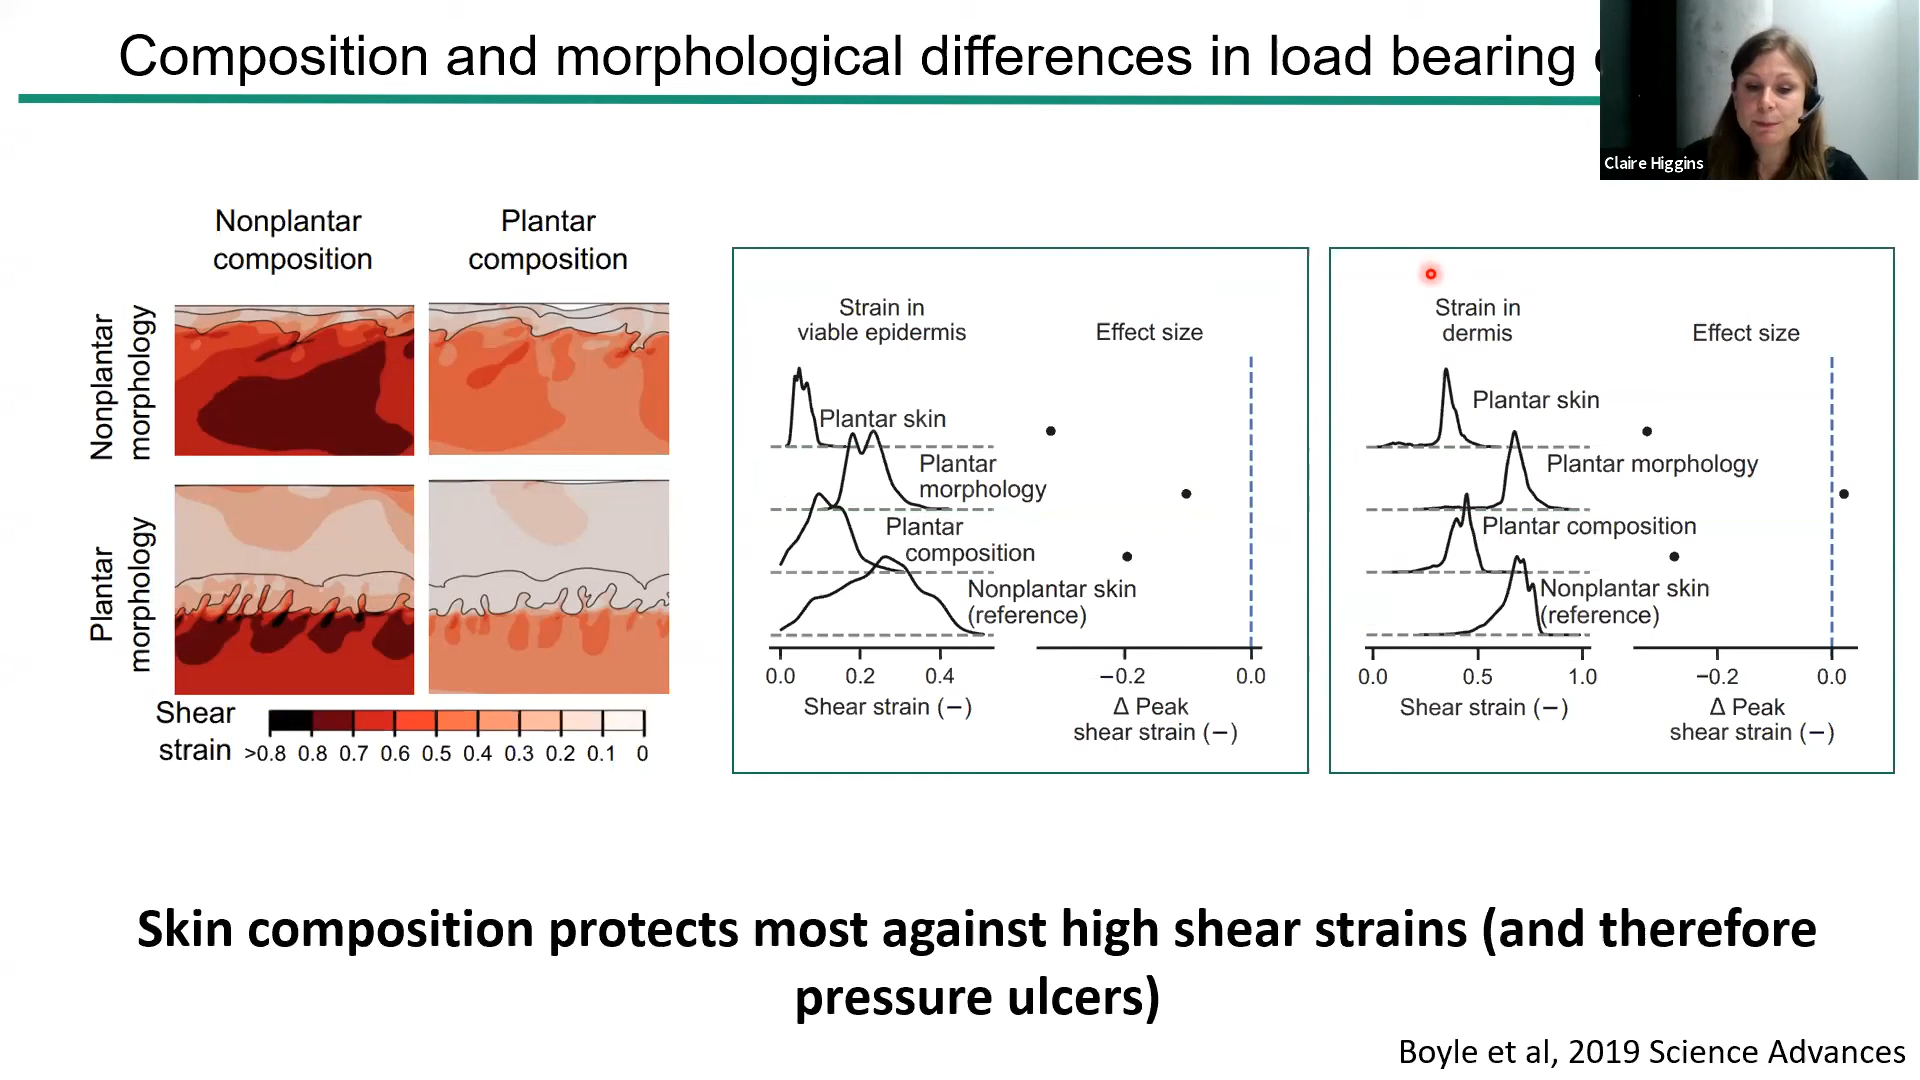 Composition and morphological differences in load bearing
Claire Higgins
Nonplantar
composition
Plantar
composition
Nonplantar
morphology
Plantar
morphology
Shear
strain
>0.8 0.8 0.7 0.6 0.5 0.4 0.3 0.2 0.1 0
Strain in
viable epidermis
Effect size
Plantar skin
Plantar
morphology
Plantar
composition
Nonplantar skin
(reference)
0.0 0.2 0.4
Shear strain (−)
−0.2 0.0
Δ Peak
shear strain (−)
Strain in
dermis
Effect size
Plantar skin
Plantar morphology
Plantar composition
Nonplantar skin
(reference)
0.0 0.5 1.0
Shear strain (−)
−0.2 0.0
Δ Peak
shear strain (−)
Skin composition protects most against high shear strains (and therefore
pressure ulcers)
Boyle et al, 2019 Science Advances